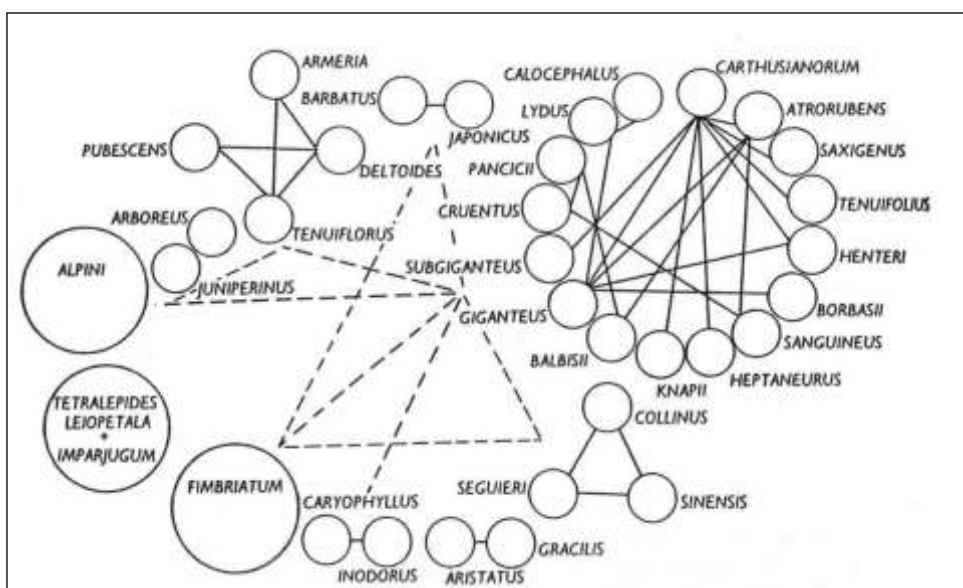 ARMERIA
BARBATUS
JAPONICUS
PUBESCENS
DELTOIDES
ARBOREUS
TENUIFLORUS
ALPINI
JUNIPERINUS
CALOCEPHALUS
CARTHUSIANORUM
LYDUS
ATRORUBENS
PANCICII
SAXIGENUS
CRUENTUS
TENUIFOLIUS
SUBGIGANTEUS
HENTERI
GIGANTEUS
BORBASII
BALBISII
SANGUINEUS
KNAPII
HEPTANEURUS
TETRALEPIDES
LEIOPETALA
+
IMPARJUGUM
COLLINUS
FIMBRIATUM
CARYOPHYLLUS
SEGUIERI
SINENSIS
INODORUS
ARISTATUS
GRACILIS